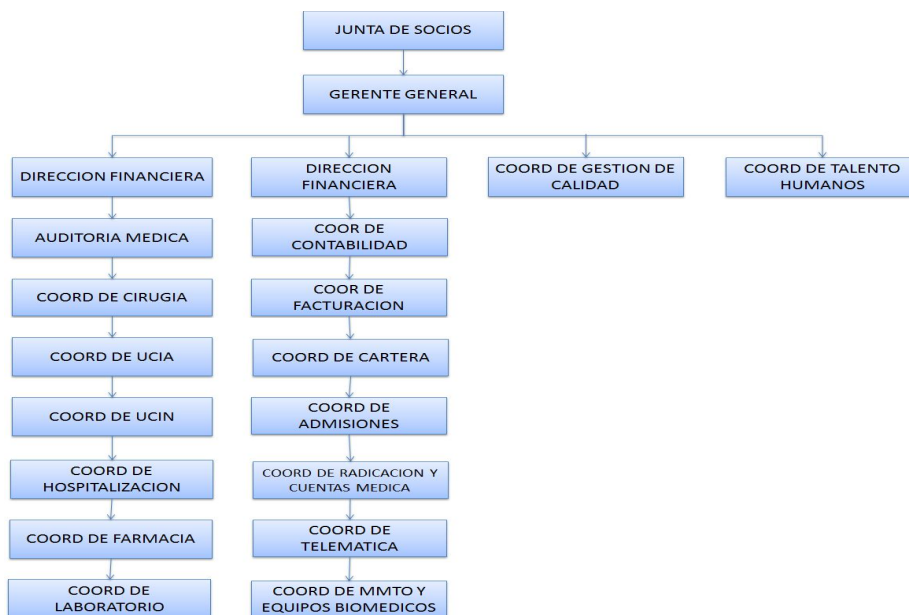 JUNTA DE SOCIOS
GERENTE GENERAL
DIRECCION FINANCIERA
DIRECCION
FINANCIERA
COORD DE GESTION DE
CALIDAD
COORD DE TALENTO
HUMANOS
AUDITORIA MEDICA
COORD DE CIRUGIA
COORD DE UCIA
COORD DE UCIN
COORD DE
HOSPITALIZACION
COORD DE FARMACIA
COORD DE
LABORATORIO
COOR DE
CONTABILIDAD
COOR DE
FACTURACION
COORD DE CARTERA
COORD DE
ADMISIONES
COORD DE RADICACION Y
CUENTAS MEDICA
COORD DE
TELEMATICA
COORD DE MMTO Y
EQUIPOS BIOMEDICOS